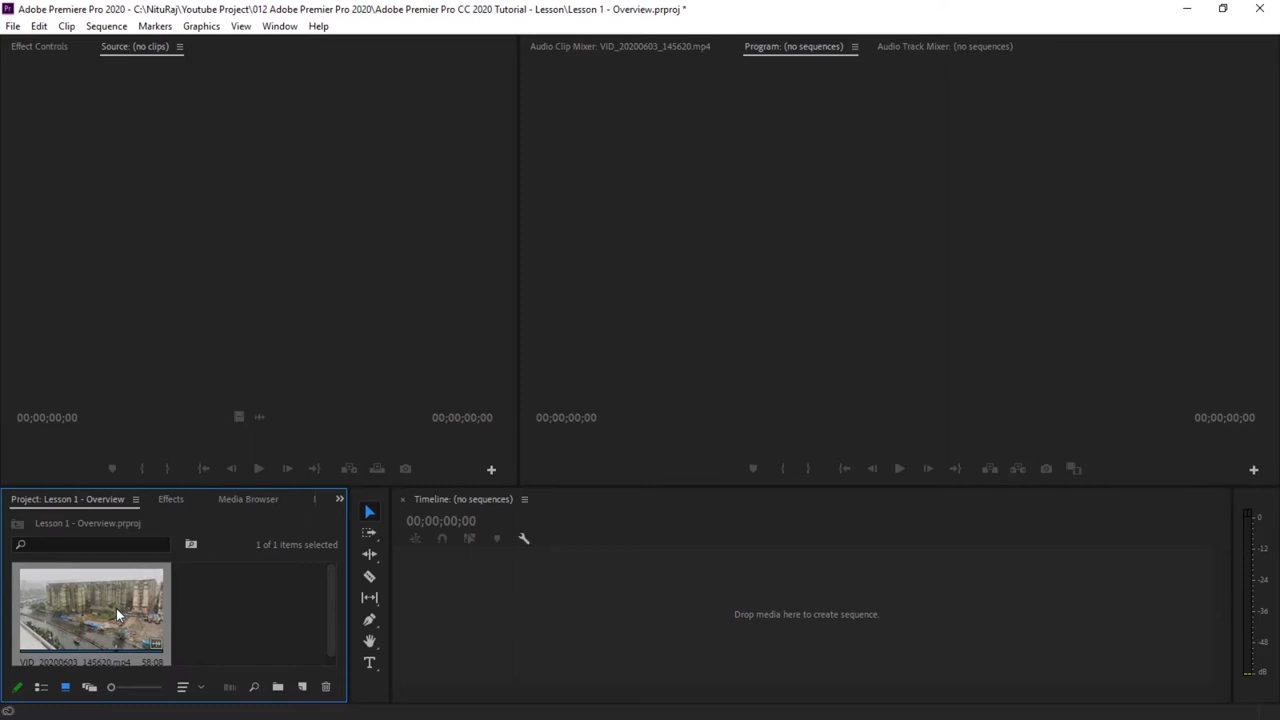 Pr Adobe Premiere Pro 2020 - C:\NituRaj\Youtube Project\012 Adobe Premier Pro 2020\Adobe Premier Pro CC 2020 Tutorial - Lesson\Lesson 1 - Overview.prproj *
File Edit Clip Sequence Markers Graphics View Window Help
Effect Controls Source: (no clips) Audio Clip Mixer: VID_20200603_145620.mp4 Program: (no sequences) Audio Track Mixer: (no sequences)
00;00;00;00 00;00;00;00 00;00;00;00 00;00;00;00
Project: Lesson 1 - Overview Effects Media Browser Timeline: (no sequences)
Lesson 1 - Overview.prproj 00;00;00;00
1 of 1 items selected
Drop media here to create sequence.
VID_20200603_145620.mp4 58:08
0
-12
-24
-36
-48
dB